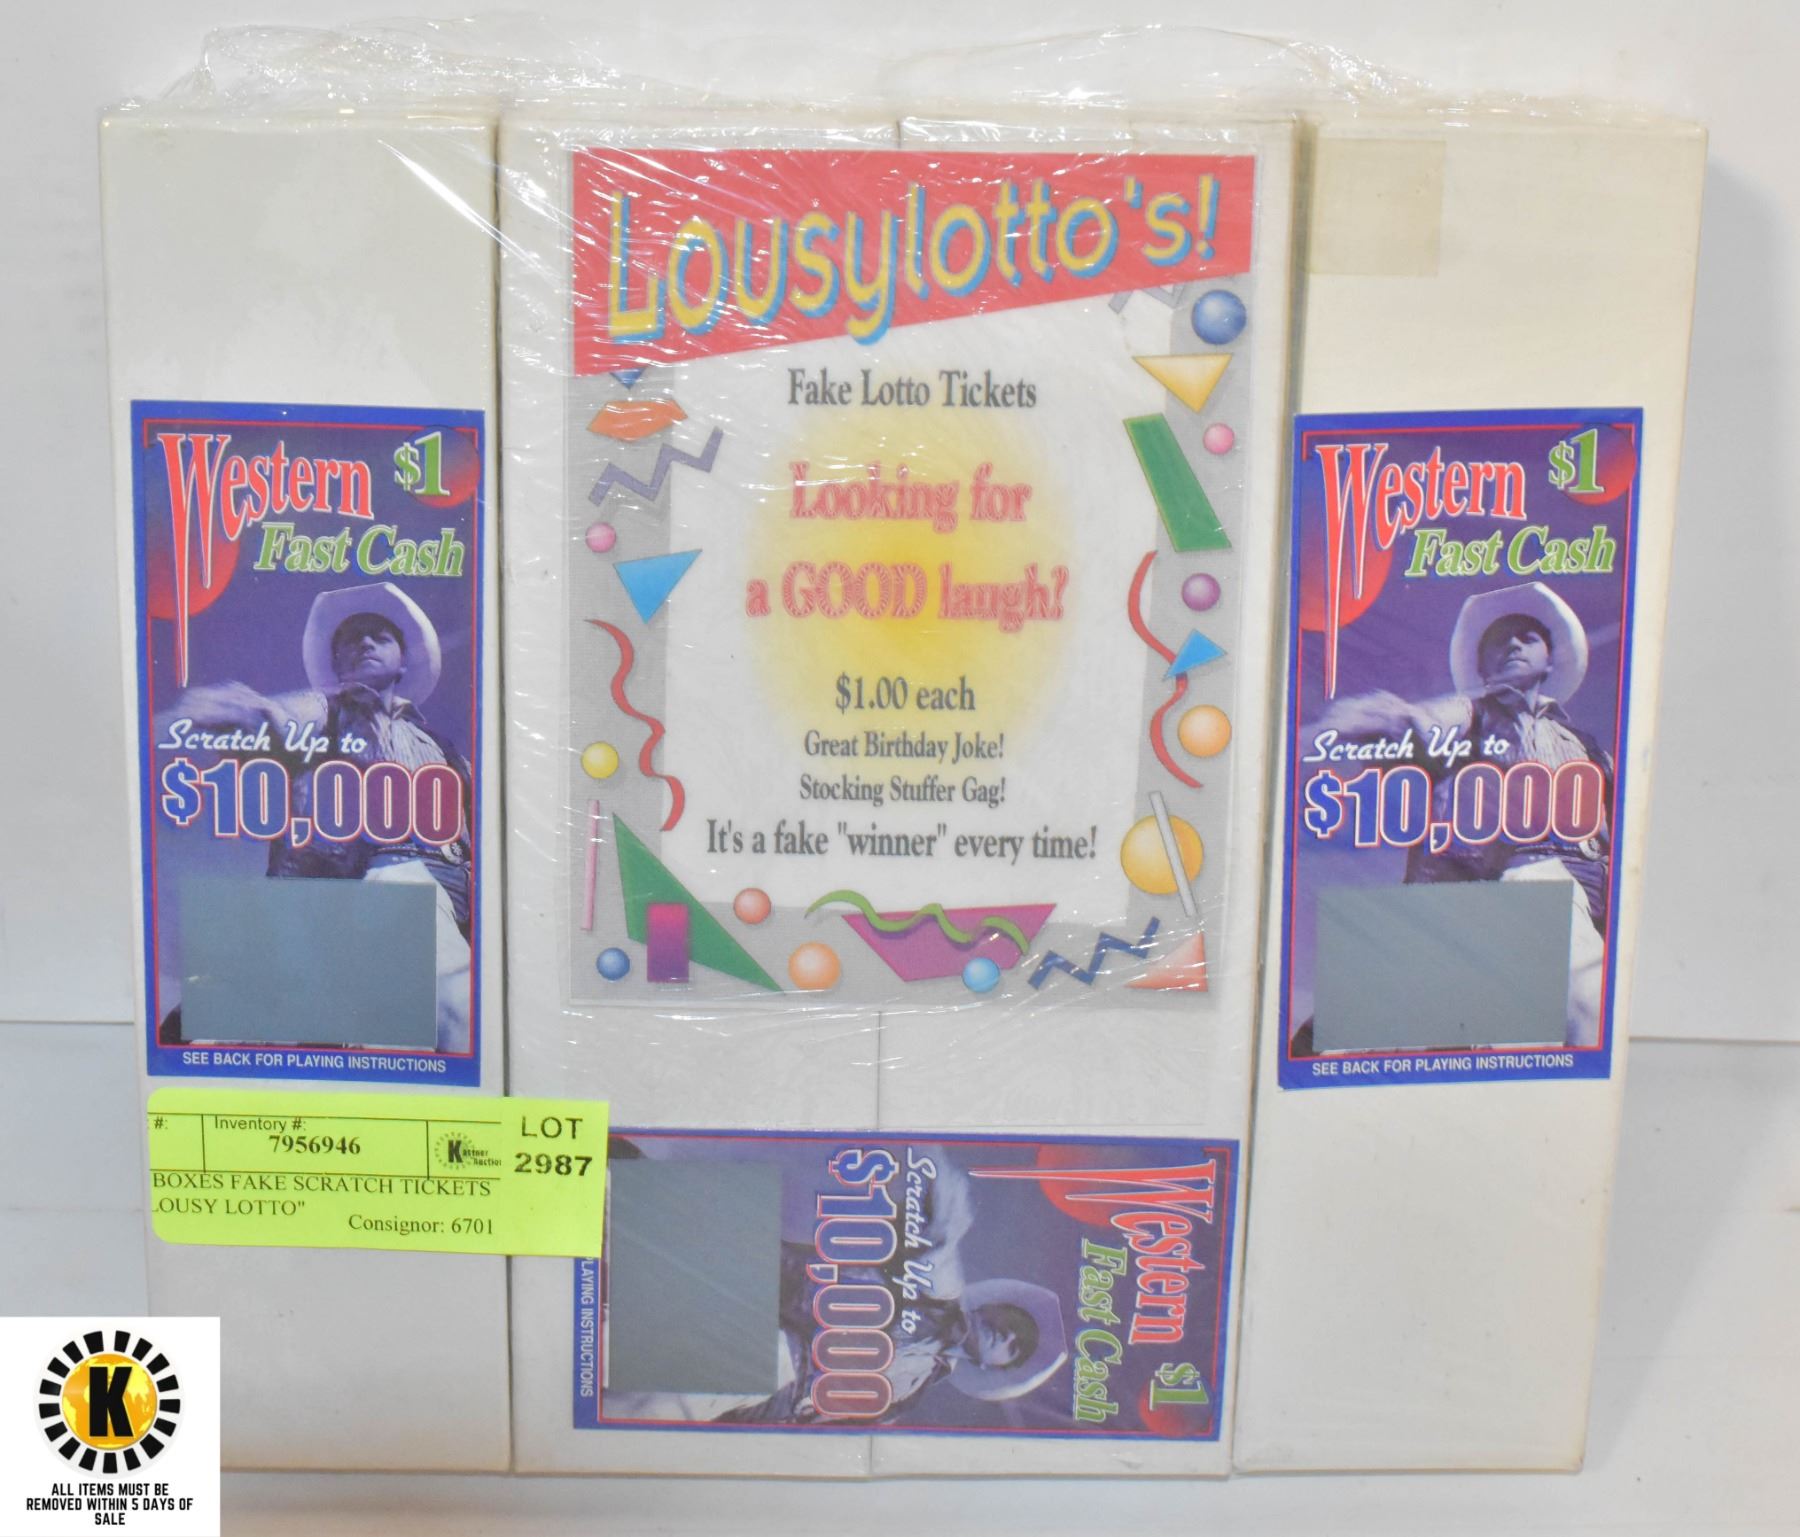 Lousylotto's!
Fake Lotto Tickets
Looking for
a GOOD laugh?
$1.00 each
Great Birthday Joke!
Stocking Stuffer Gag!
It's a fake "winner" every time!
Western $1
Fast Cash
Scratch Up to
$10,000
SEE BACK FOR PLAYING INSTRUCTIONS
Western $1
Fast Cash
Scratch Up to
$10,000
SEE BACK FOR PLAYING INSTRUCTIONS
#: Inventory #:
7956946
Kastner
Auction
LOT
2987
BOXES FAKE SCRATCH TICKETS
LOUSY LOTTO"
Consignor: 6701
Western $1
Fast Cash
Scratch Up to
$10,000
PLAYING INSTRUCTIONS
K
ALL ITEMS MUST BE
REMOVED WITHIN 5 DAYS OF
SALE